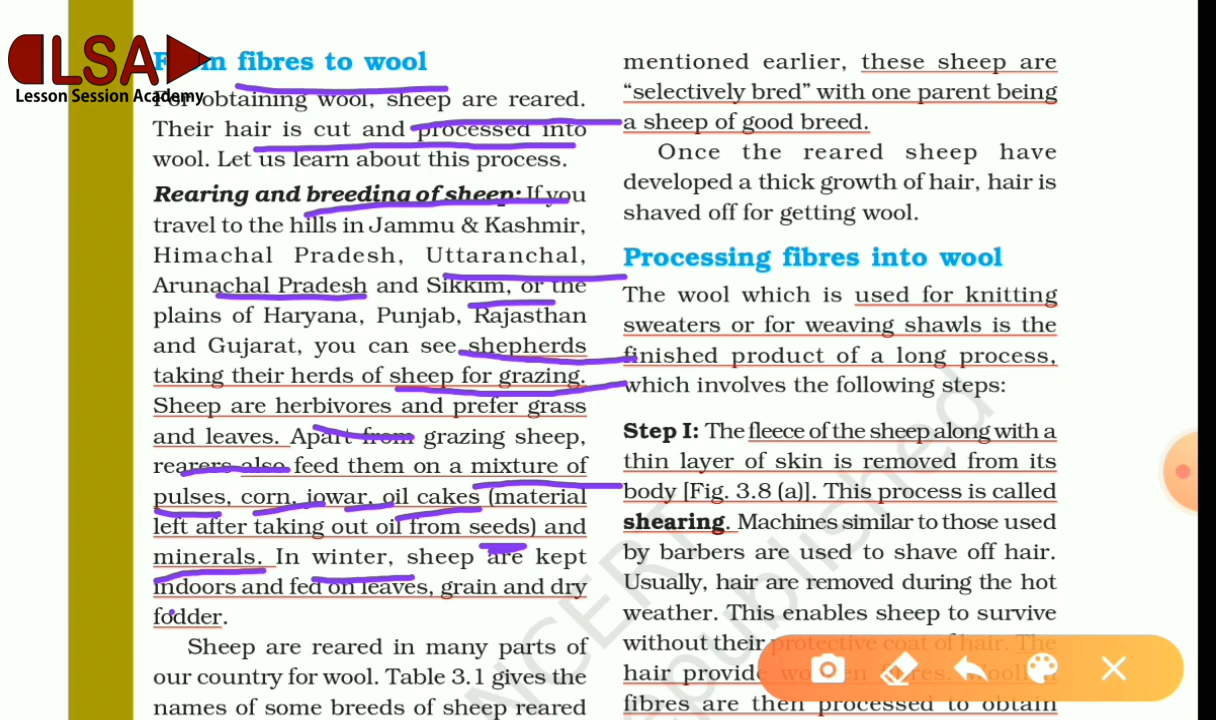 LSA
Lesson Session Academy
From fibres to wool
For obtaining wool, sheep are reared.
Their hair is cut and processed into
wool. Let us learn about this process.
Rearing and breeding of sheep: If you
travel to the hills in Jammu & Kashmir,
Himachal Pradesh, Uttaranchal,
Arunachal Pradesh and Sikkim, or the
plains of Haryana, Punjab, Rajasthan
and Gujarat, you can see shepherds
taking their herds of sheep for grazing.
Sheep are herbivores and prefer grass
and leaves. Apart from grazing sheep,
rearers also feed them on a mixture of
pulses, corn, jowar, oil cakes (material
left after taking out oil from seeds) and
minerals. In winter, sheep are kept
indoors and fed on leaves, grain and dry
fodder.
Sheep are reared in many parts of
our country for wool. Table 3.1 gives the
names of some breeds of sheep reared
mentioned earlier, these sheep are
“selectively bred” with one parent being
a sheep of good breed.
Once the reared sheep have
developed a thick growth of hair, hair is
shaved off for getting wool.
Processing fibres into wool
The wool which is used for knitting
sweaters or for weaving shawls is the
finished product of a long process,
which involves the following steps:
Step I: The fleece of the sheep along with a
thin layer of skin is removed from its
body [Fig. 3.8 (a)]. This process is called
shearing. Machines similar to those used
by barbers are used to shave off hair.
Usually, hair are removed during the hot
weather. This enables sheep to survive
without their protective coat of hair. The
hair provide woollen fibres. Woollen
fibres are then processed to obtain
NCERT
republished